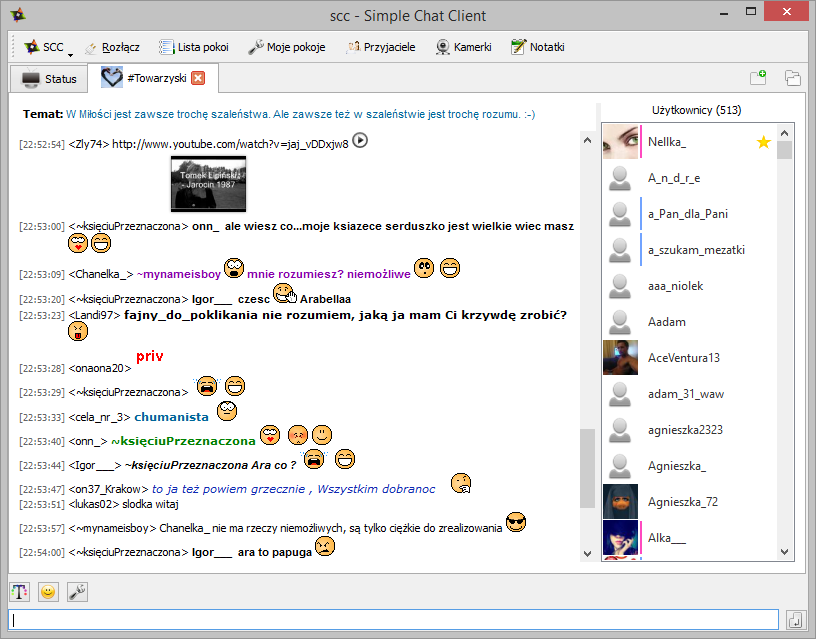 scc - Simple Chat Client
SCC Rozłącz Lista pokoi Moje pokoje Przyjaciele Kamerki Notatki
Status #Towarzyski
Temat: W Miłości jest zawsze trochę szaleństwa. Ale zawsze też w szaleństwie jest trochę rozumu. :-)
[22:52:54] <Zly74> http://www.youtube.com/watch?v=jaj_vDDxjw8
Tomek Lipiński
- Jarocin 1987
[22:53:00] <~księciuPrzeznaczona> onn_ ale wiesz co...moje ksiazece serduszko jest wielkie wiec masz
[22:53:09] <Chanelka_> ~mynameisboy mnie rozumiesz? niemożliwe
[22:53:20] <~księciuPrzeznaczona> Igor___ czesc Arabellaa
[22:53:23] <Landi97> fajny_do_poklikania nie rozumiem, jaką ja mam Ci krzywdę zrobić?
[22:53:28] <onaona20> priv
[22:53:29] <~księciuPrzeznaczona>
[22:53:33] <cela_nr_3> chumanista
[22:53:40] <onn_> ~księciuPrzeznaczona
[22:53:44] <Igor___> ~księciuPrzeznaczona Ara co ?
[22:53:47] <on37_Krakow> to ja też powiem grzecznie , Wszystkim dobranoc
[22:53:51] <lukas02> slodka witaj
[22:53:57] <~mynameisboy> Chanelka_ nie ma rzeczy niemożliwych, są tylko ciężkie do zrealizowania
[22:54:00] <~księciuPrzeznaczona> Igor___ ara to papuga
Użytkownicy (513)
Nellka_
A_n_d_r_e
a_Pan_dla_Pani
a_szukam_mezatki
aaa_niolek
Aadam
AceVentura13
adam_31_waw
agnieszka2323
Agnieszka_
Agnieszka_72
Alka___